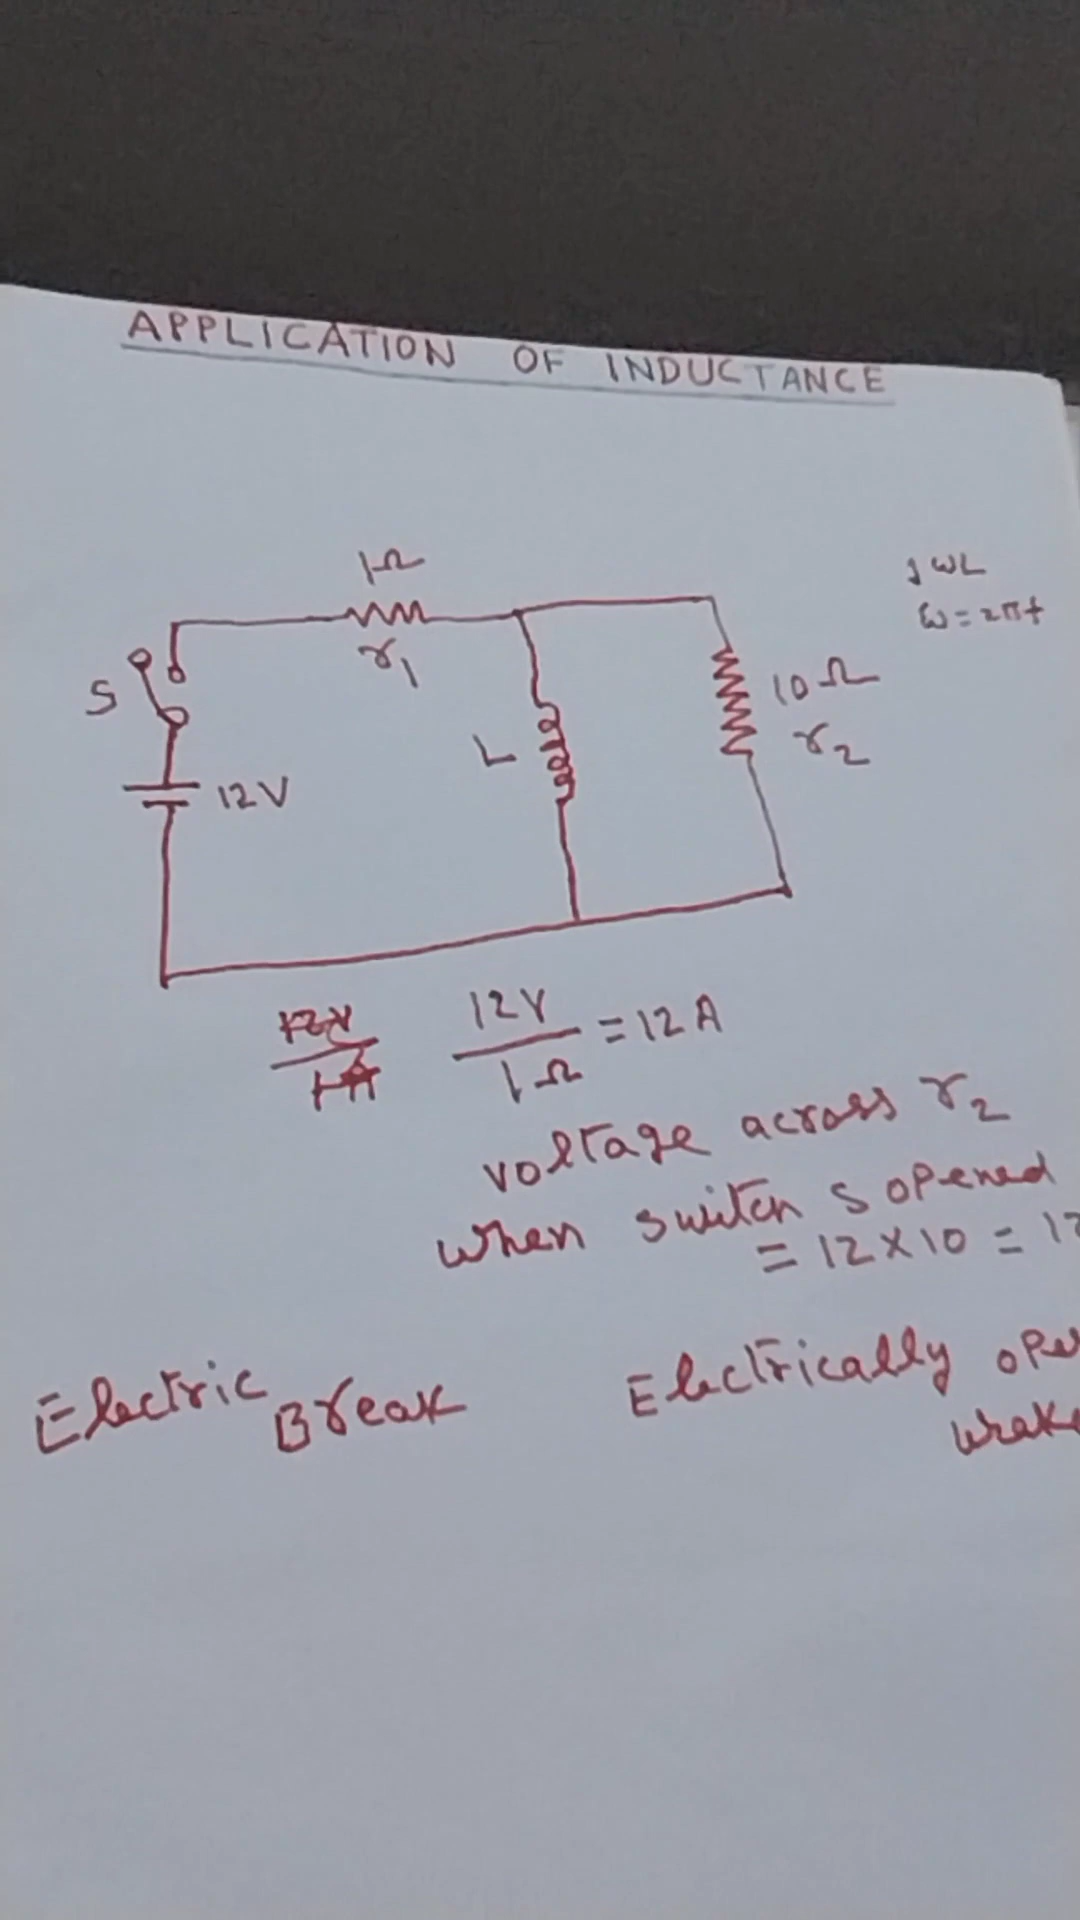 APPLICATION OF INDUCTANCE
1Ω
r1
S
12V
L
10Ω
r2
jωL
ω = 2πf
12V / 1Ω = 12A
voltage across r2
when switch S opened
= 12 X 10 =
Electric Break
Electrically